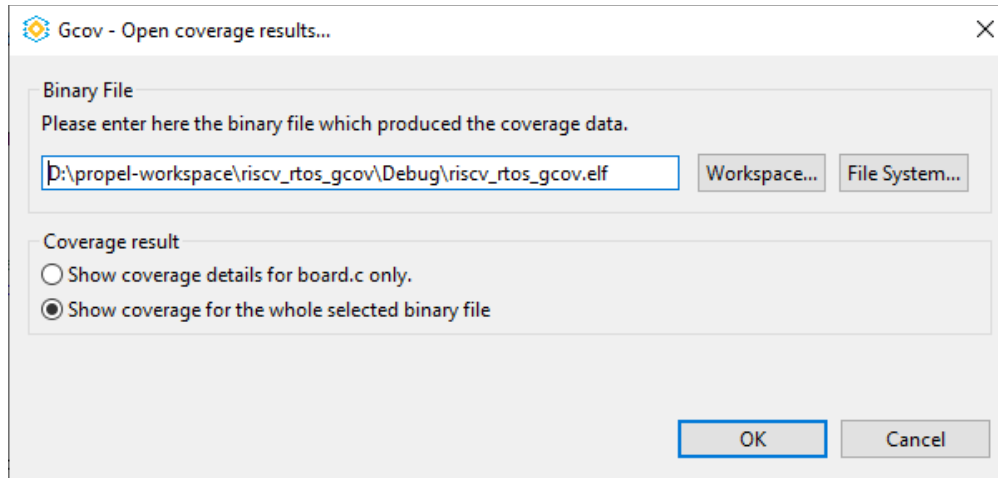 Gcov - Open coverage results...
Binary File
Please enter here the binary file which produced the coverage data.
D:\propel-workspace\riscv_rtos_gcov\Debug\riscv_rtos_gcov.elf
Workspace...
File System...
Coverage result
Show coverage details for board.c only.
Show coverage for the whole selected binary file
OK
Cancel